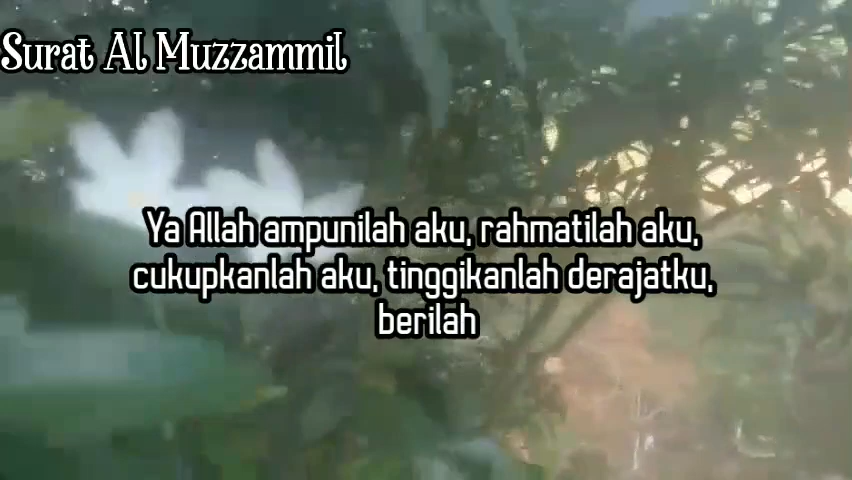 Surat Al Muzzammil
Ya Allah ampunilah aku, rahmatilah aku,
cukupkanlah aku, tinggikanlah derajatku,
berilah